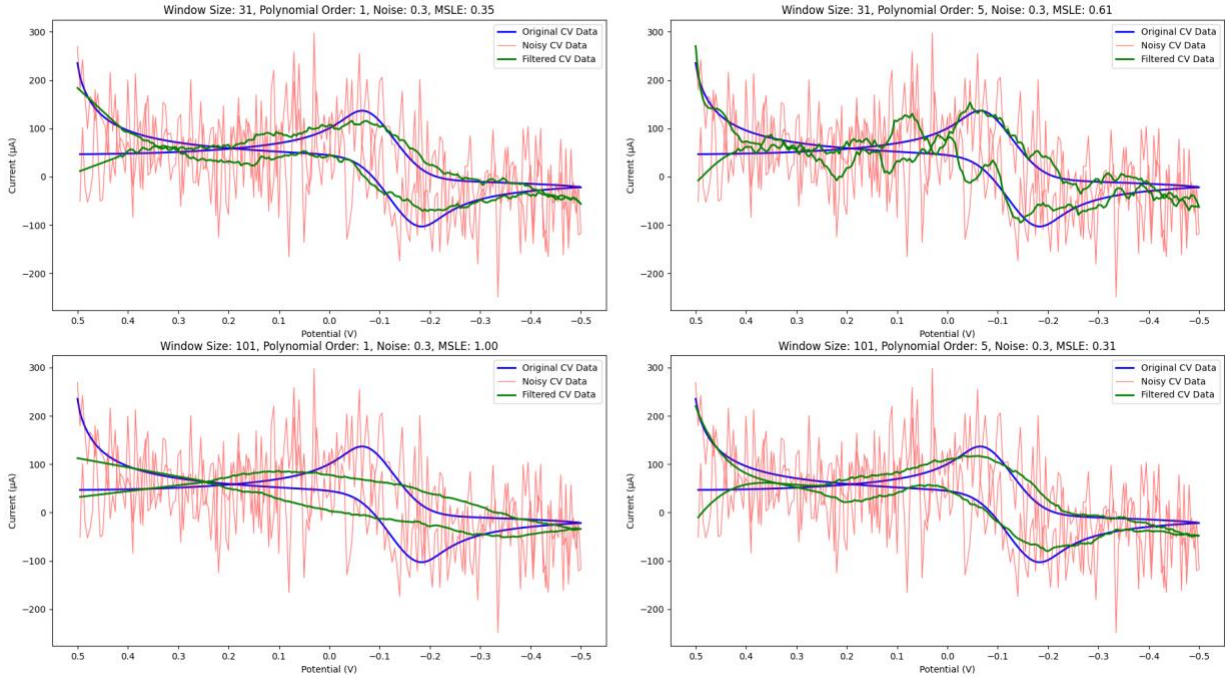 Window Size: 31, Polynomial Order: 1, Noise: 0.3, MSLE: 0.35
Original CV Data
Noisy CV Data
Filtered CV Data
300
200
100
0
−100
−200
Current (μA)
0.5 0.4 0.3 0.2 0.1 0.0 −0.1 −0.2 −0.3 −0.4 −0.5
Potential (V)
Window Size: 31, Polynomial Order: 5, Noise: 0.3, MSLE: 0.61
Original CV Data
Noisy CV Data
Filtered CV Data
300
200
100
0
−100
−200
Current (μA)
0.5 0.4 0.3 0.2 0.1 0.0 −0.1 −0.2 −0.3 −0.4 −0.5
Potential (V)
Window Size: 101, Polynomial Order: 1, Noise: 0.3, MSLE: 1.00
Original CV Data
Noisy CV Data
Filtered CV Data
300
200
100
0
−100
−200
Current (μA)
0.5 0.4 0.3 0.2 0.1 0.0 −0.1 −0.2 −0.3 −0.4 −0.5
Potential (V)
Window Size: 101, Polynomial Order: 5, Noise: 0.3, MSLE: 0.31
Original CV Data
Noisy CV Data
Filtered CV Data
300
200
100
0
−100
−200
Current (μA)
0.5 0.4 0.3 0.2 0.1 0.0 −0.1 −0.2 −0.3 −0.4 −0.5
Potential (V)